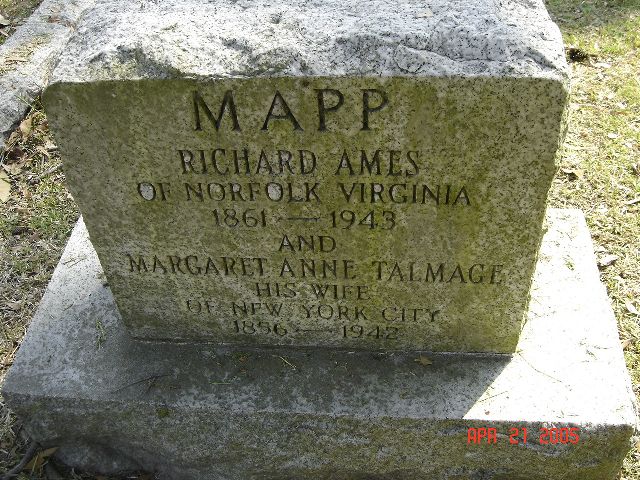 MAPP
RICHARD AMES
OF NORFOLK VIRGINIA
1861 — 1943
AND
MARGARET ANNE TALMAGE
HIS WIFE
OF NEW YORK CITY
1856 — 1942
APR 21 2005